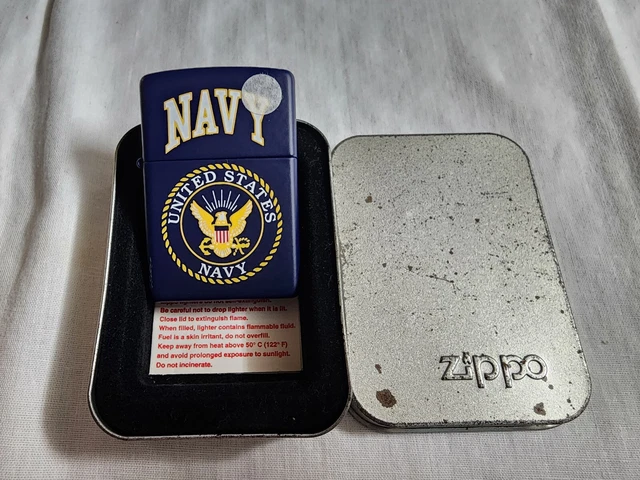 NAVY
UNITED STATES
NAVY
Be careful not to drop lighter when it is lit.
Close lid to extinguish flame.
When filled, lighter contains flammable fluid.
Fuel is a skin irritant, do not overfill.
Keep away from heat above 50° C (122° F)
and avoid prolonged exposure to sunlight.
Do not incinerate.
zippo